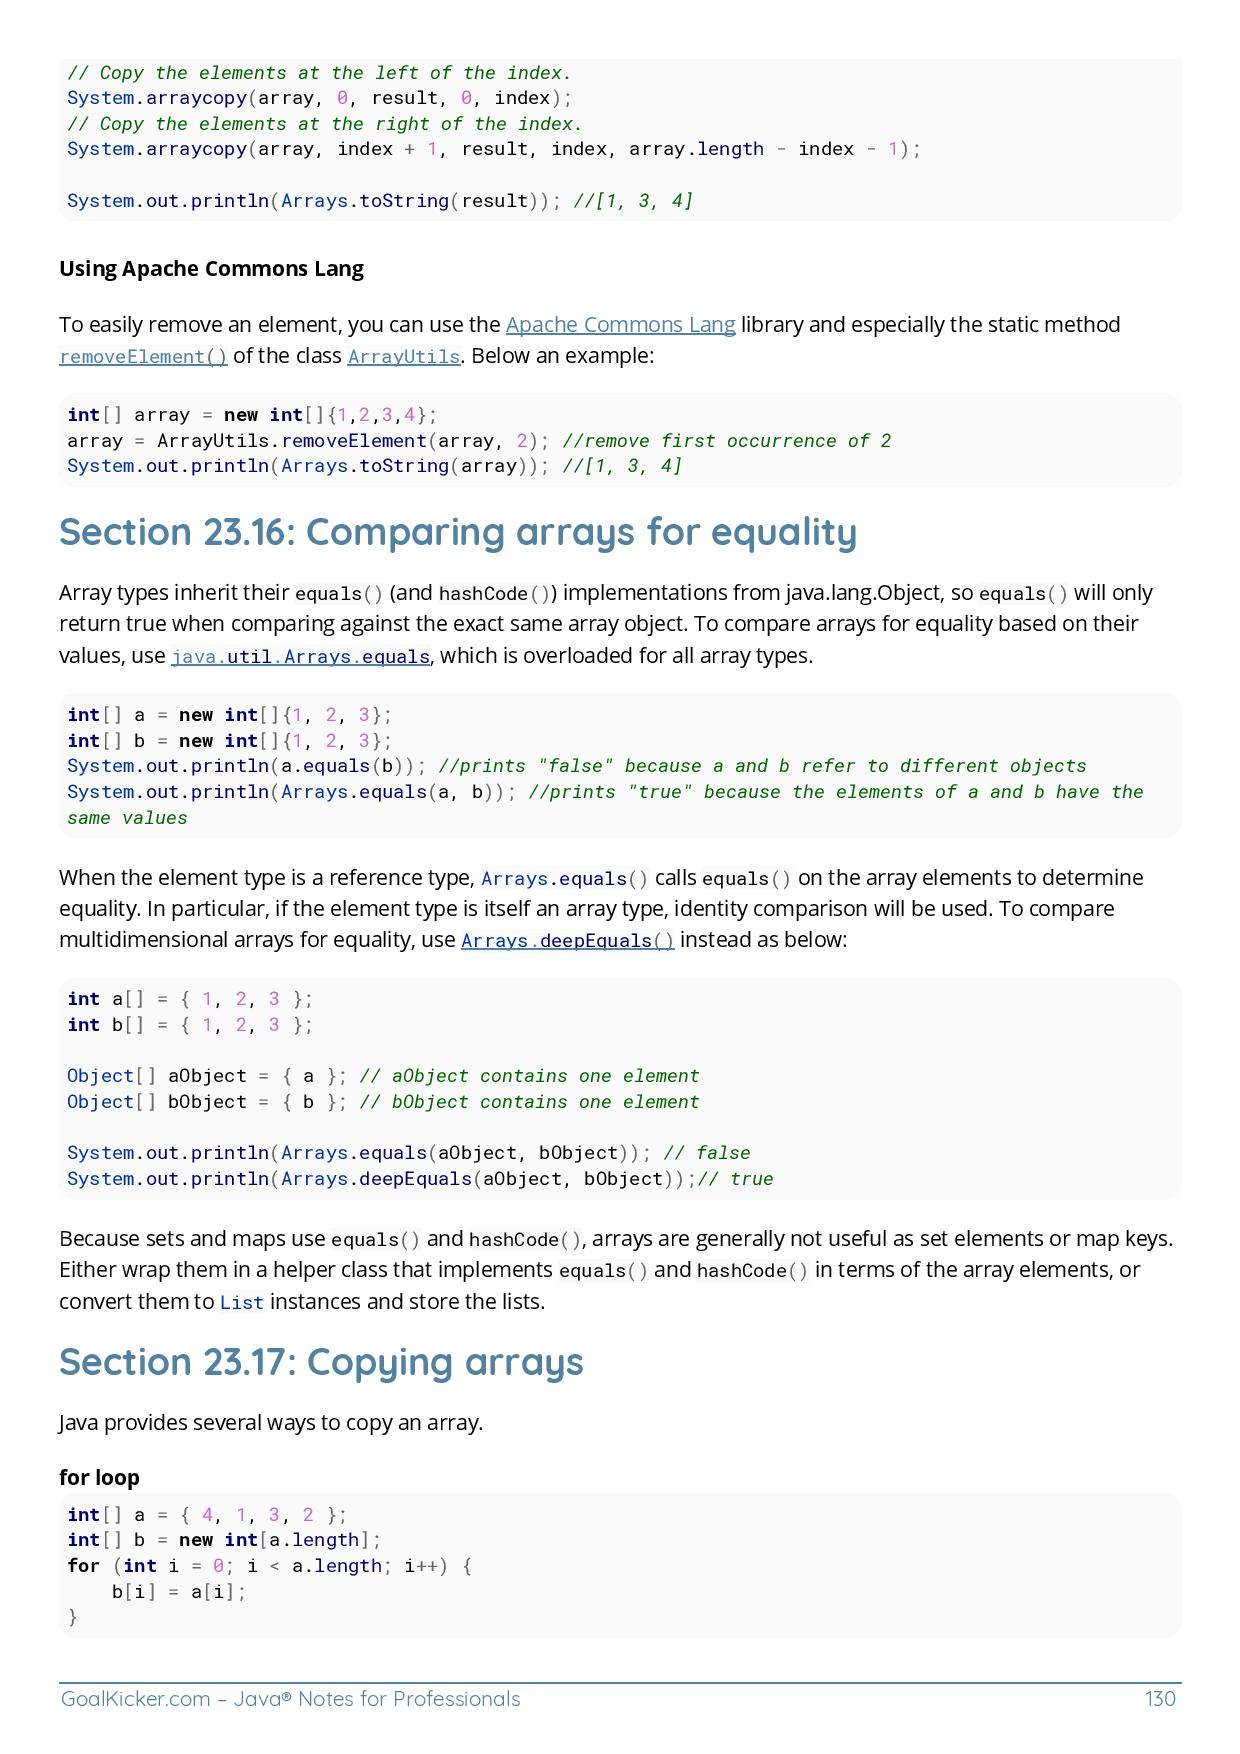 // Copy the elements at the left of the index.
System.arraycopy(array, 0, result, 0, index);
// Copy the elements at the right of the index.
System.arraycopy(array, index + 1, result, index, array.length - index - 1);
System.out.println(Arrays.toString(result)); //[1, 3, 4]
Using Apache Commons Lang
To easily remove an element, you can use the Apache Commons Lang library and especially the static method
removeElement() of the class ArrayUtils. Below an example:
int[] array = new int[]{1,2,3,4};
array = ArrayUtils.removeElement(array, 2); //remove first occurrence of 2
System.out.println(Arrays.toString(array)); //[1, 3, 4]
Section 23.16: Comparing arrays for equality
Array types inherit their equals() (and hashCode()) implementations from java.lang.Object, so equals() will only
return true when comparing against the exact same array object. To compare arrays for equality based on their
values, use java.util.Arrays.equals, which is overloaded for all array types.
int[] a = new int[]{1, 2, 3};
int[] b = new int[]{1, 2, 3};
System.out.println(a.equals(b)); //prints "false" because a and b refer to different objects
System.out.println(Arrays.equals(a, b)); //prints "true" because the elements of a and b have the
same values
When the element type is a reference type, Arrays.equals() calls equals() on the array elements to determine
equality. In particular, if the element type is itself an array type, identity comparison will be used. To compare
multidimensional arrays for equality, use Arrays.deepEquals() instead as below:
int a[] = { 1, 2, 3 };
int b[] = { 1, 2, 3 };
Object[] aObject = { a }; // aObject contains one element
Object[] bObject = { b }; // bObject contains one element
System.out.println(Arrays.equals(aObject, bObject)); // false
System.out.println(Arrays.deepEquals(aObject, bObject));// true
Because sets and maps use equals() and hashCode(), arrays are generally not useful as set elements or map keys.
Either wrap them in a helper class that implements equals() and hashCode() in terms of the array elements, or
convert them to List instances and store the lists.
Section 23.17: Copying arrays
Java provides several ways to copy an array.
for loop
int[] a = { 4, 1, 3, 2 };
int[] b = new int[a.length];
for (int i = 0; i < a.length; i++) {
    b[i] = a[i];
}
GoalKicker.com – Java® Notes for Professionals 130